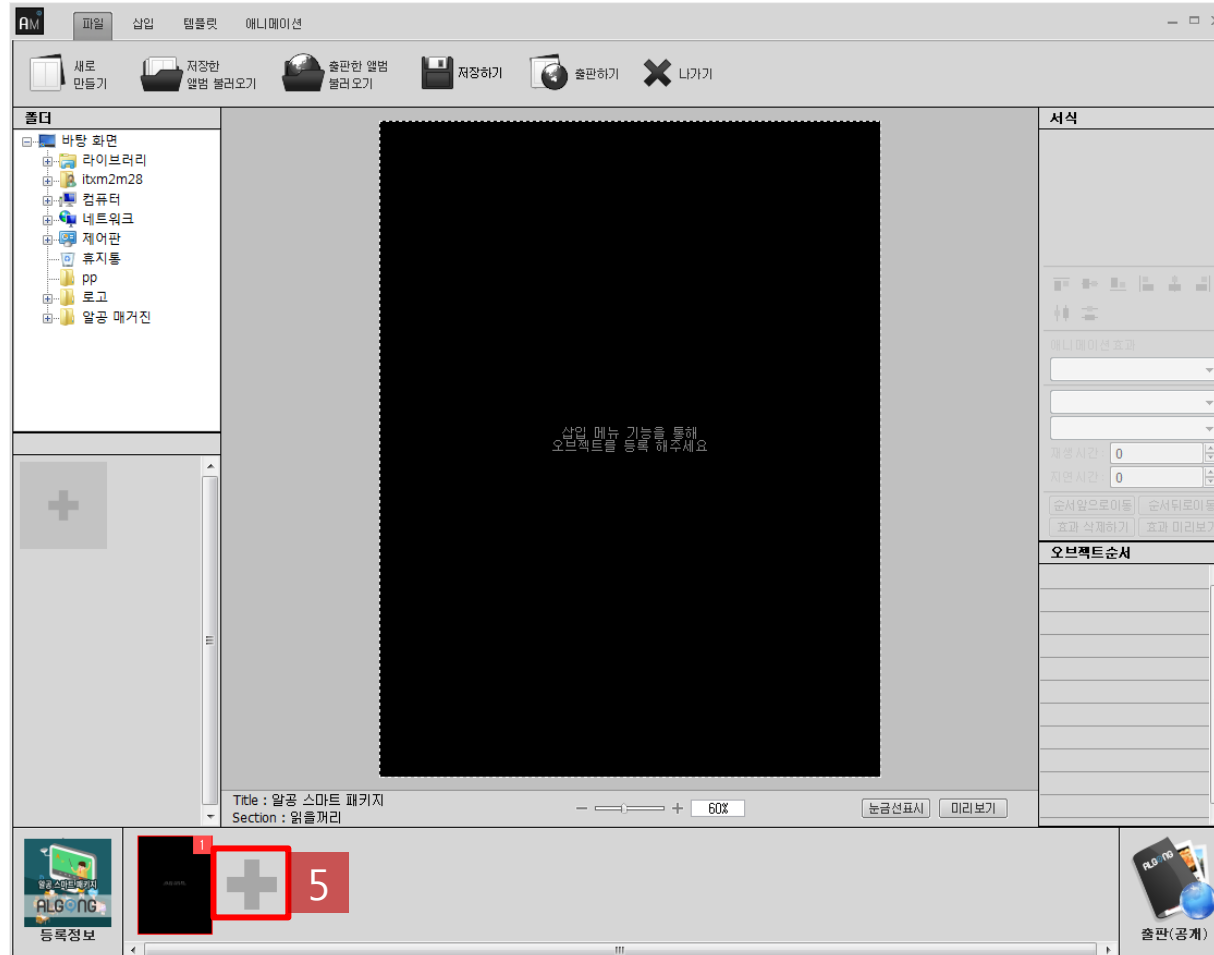 AM
파일 삽입 템플릿 애니메이션
새로
만들기
저장한
앨범 불러오기
출판한 앨범
불러오기
저장하기
출판하기
나가기
폴더
바탕 화면
라이브러리
itxm2m28
컴퓨터
네트워크
제어판
휴지통
pp
로고
알공 매거진
삽입 메뉴 기능을 통해
오브젝트를 등록 해주세요
서식
애니메이션 효과
재생시간 : 0
지연시간 : 0
순서앞으로이동 순서뒤로이동
효과 삭제하기 효과 미리보기
오브젝트순서
Title : 알공 스마트 패키지
Section : 읽을꺼리
60%
눈금선표시 미리보기
알공 스마트 패키지
ALGONG
등록정보
1
5
ALGONG
출판(공개)